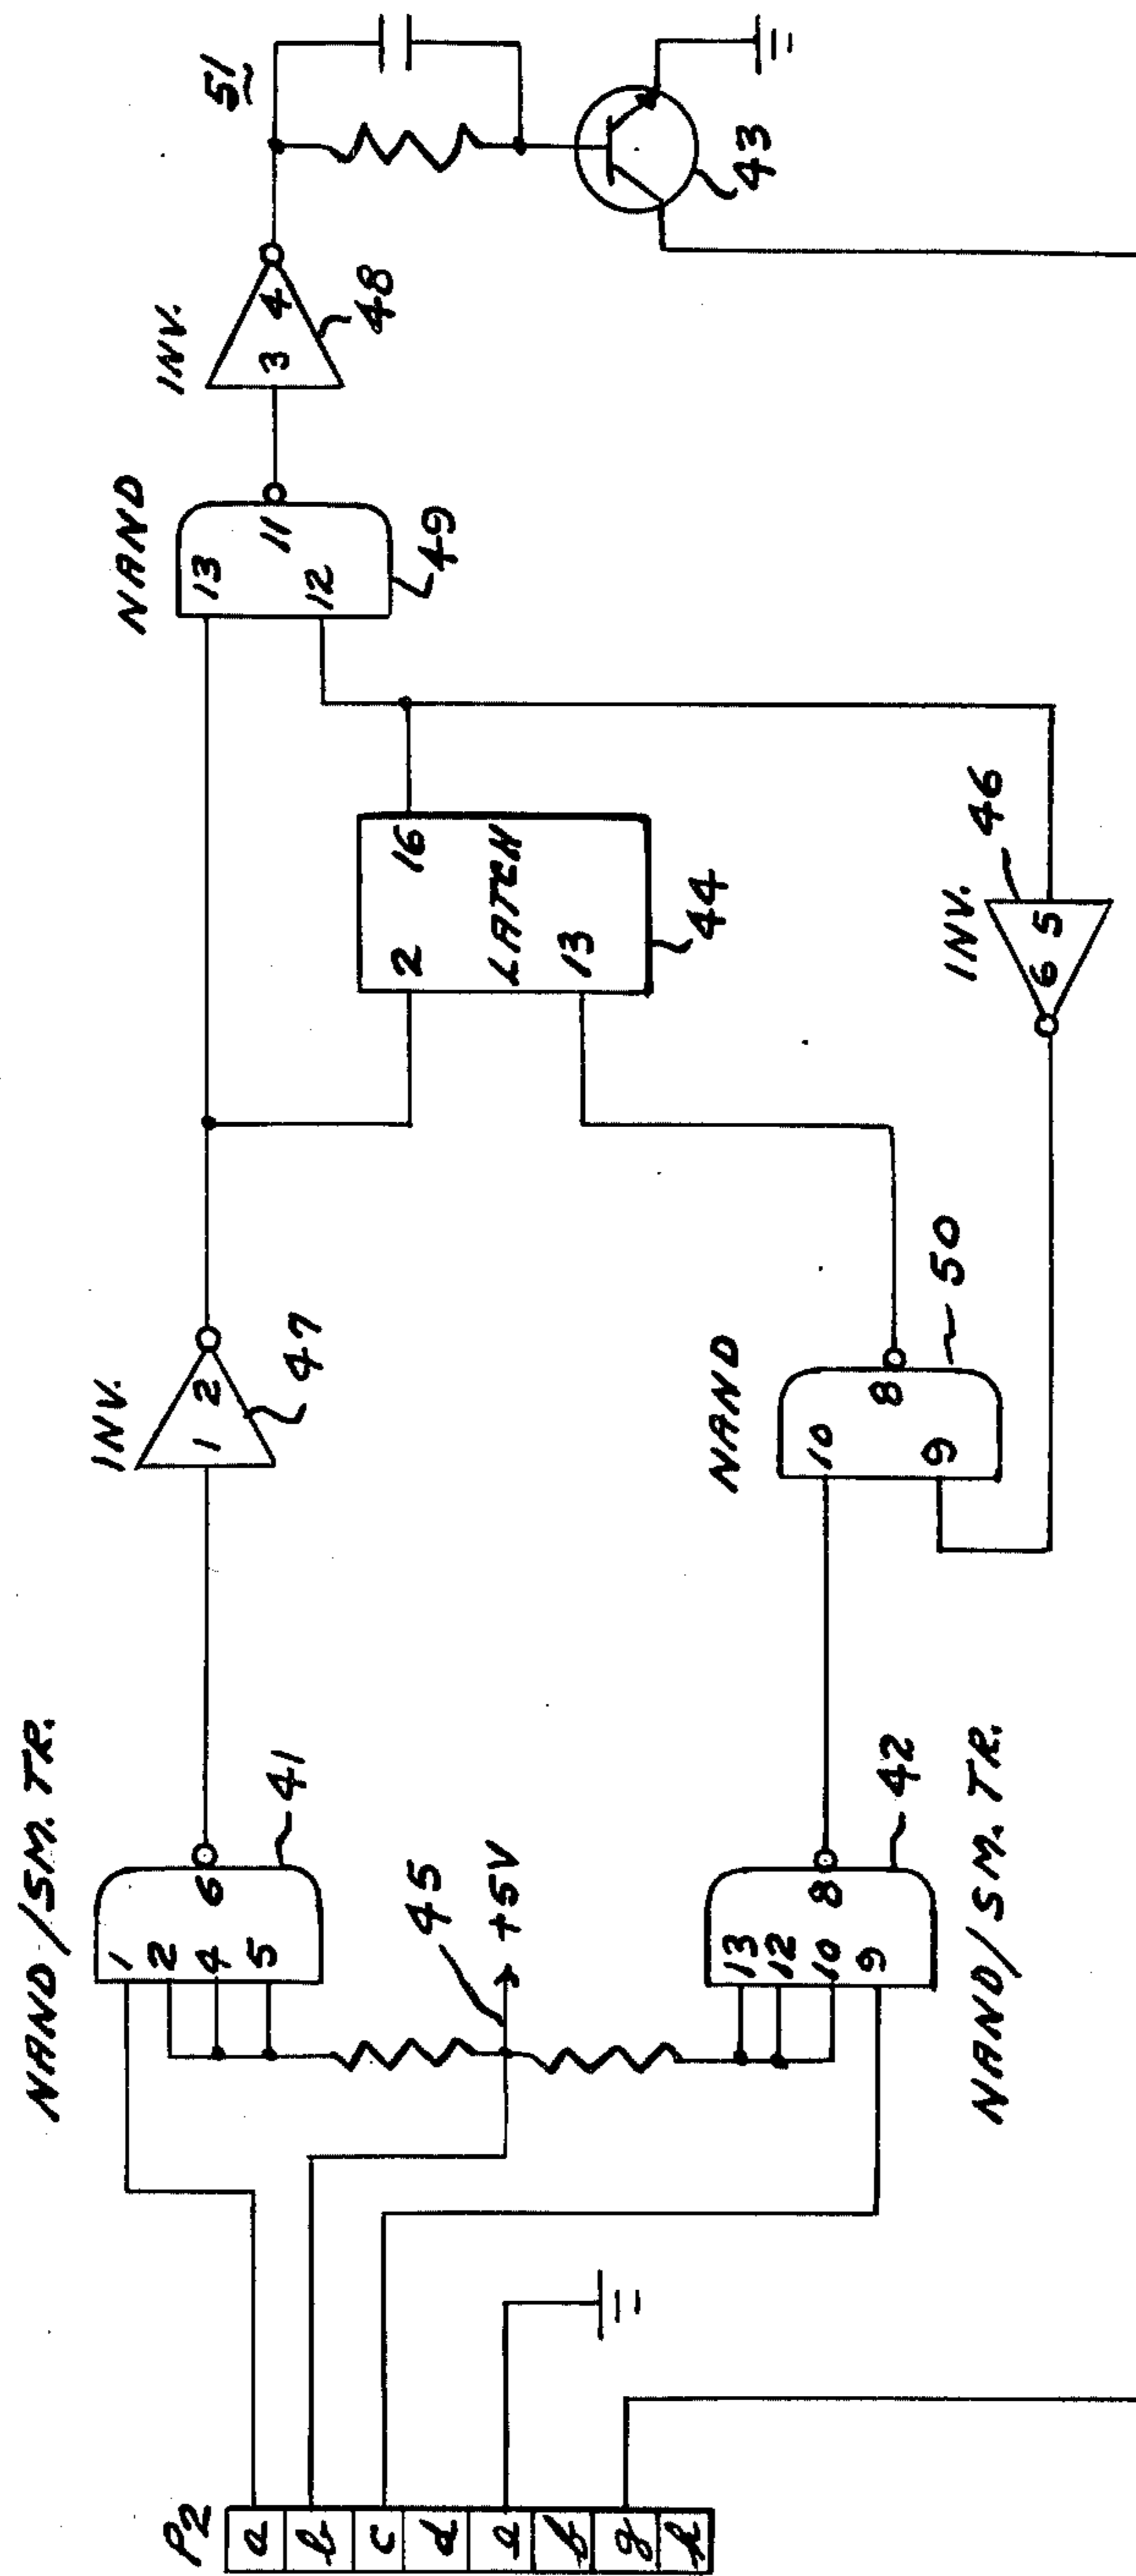 P2
a
b
c
d
e
f
g
h
NAND/SM. TR.
1
2
4
5
6
41
45
+5V
13
12
10
9
8
42
NAND/SM. TR.
INV.
1
2
47
NAND
10
9
8
50
2
16
LATCH
13
44
INV.
6
5
46
NAND
13
12
11
49
INV.
3
4
48
51
43